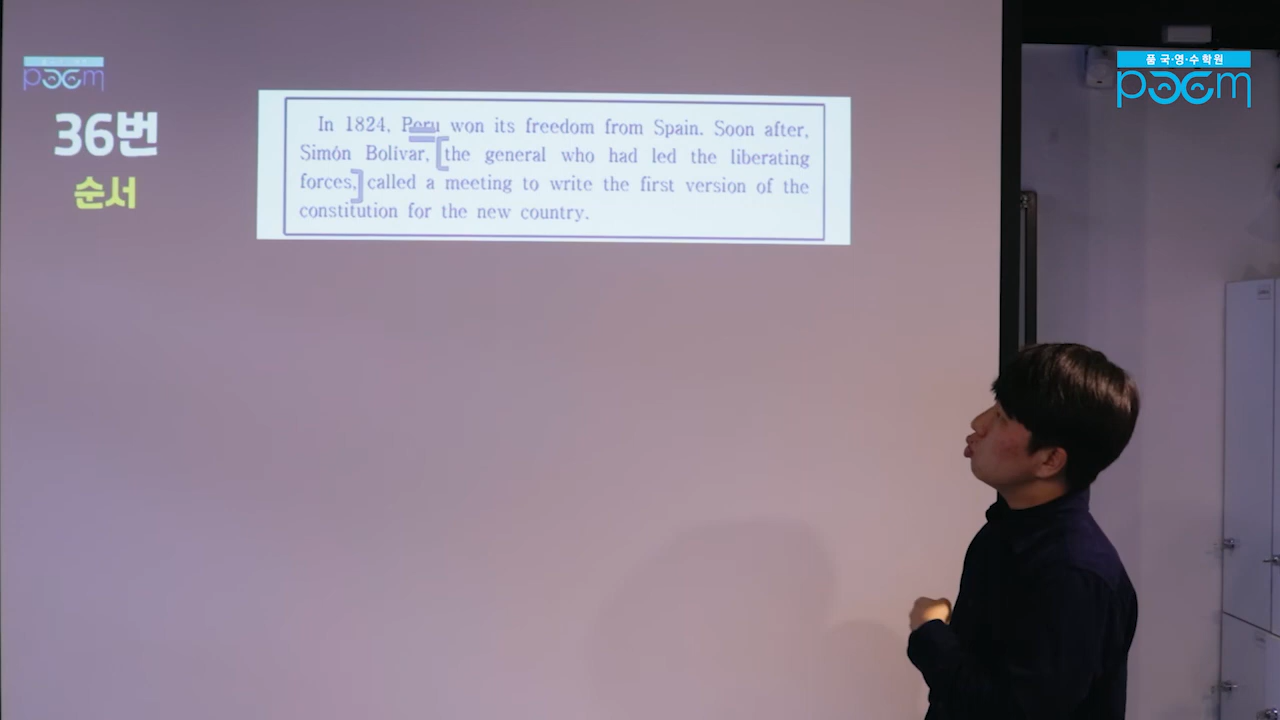 품 국·영·수학원
poom
poom
36번
순서
In 1824, Peru won its freedom from Spain. Soon after,
Simón Bolívar, [the general who had led the liberating
forces,] called a meeting to write the first version of the
constitution for the new country.